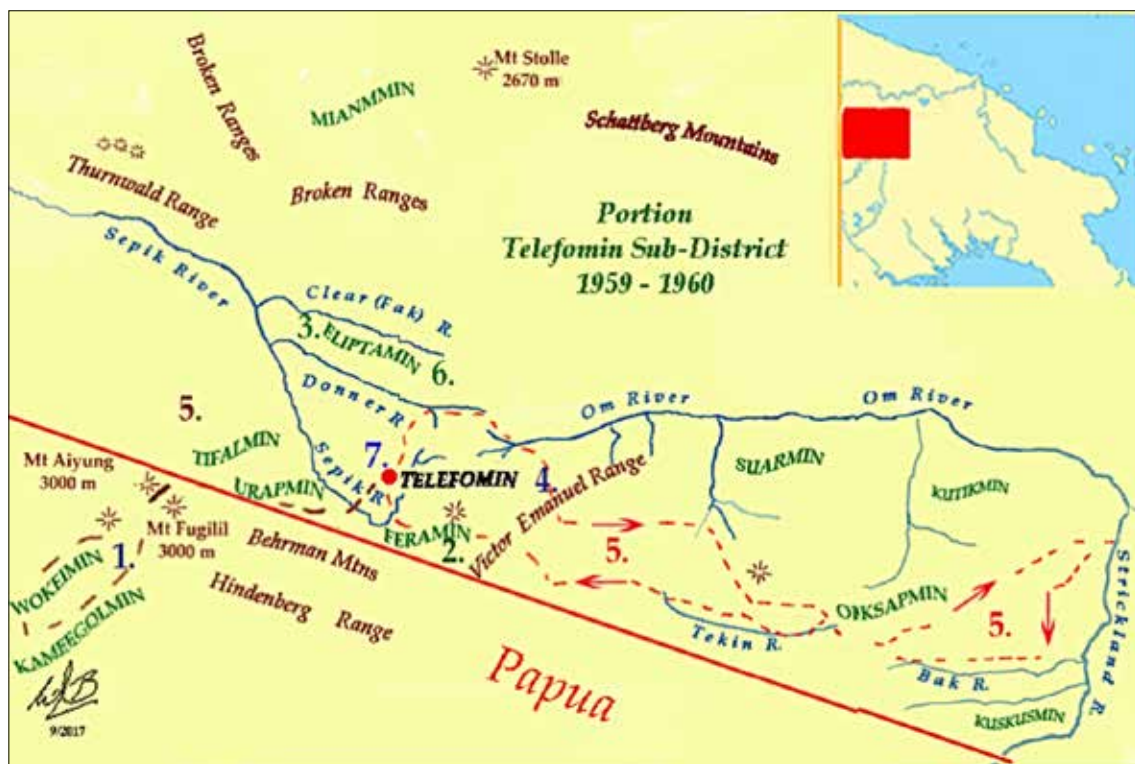 Broken Ranges
Mt Stolle
2670 m
MIANMMIN
Schattberg Mountains
Thurnwald Range
Broken Ranges
Portion
Telefomin Sub-District
1959 - 1960
Sepik River
Clear (Fak) R.
3.
ELIPTAMIN
6.
Donner R.
Om River
Om River
5.
TIFALMIN
Mt Aiyung
3000 m
URAPMIN
Sepik R.
7.
TELEFOMIN
4.
SUARMIN
KUTIKMIN
Mt Fugilil
3000 m
FERAMIN
2.
Victor Emanuel Range
5.
Behrman Mtns
WOKEIMIN
1.
Hindenberg Range
KAMEEGOLMIN
OPKSAPMIN
Tekin R.
5.
Strickland R.
Bak R.
KUSKUSMIN
Papua
9/2017